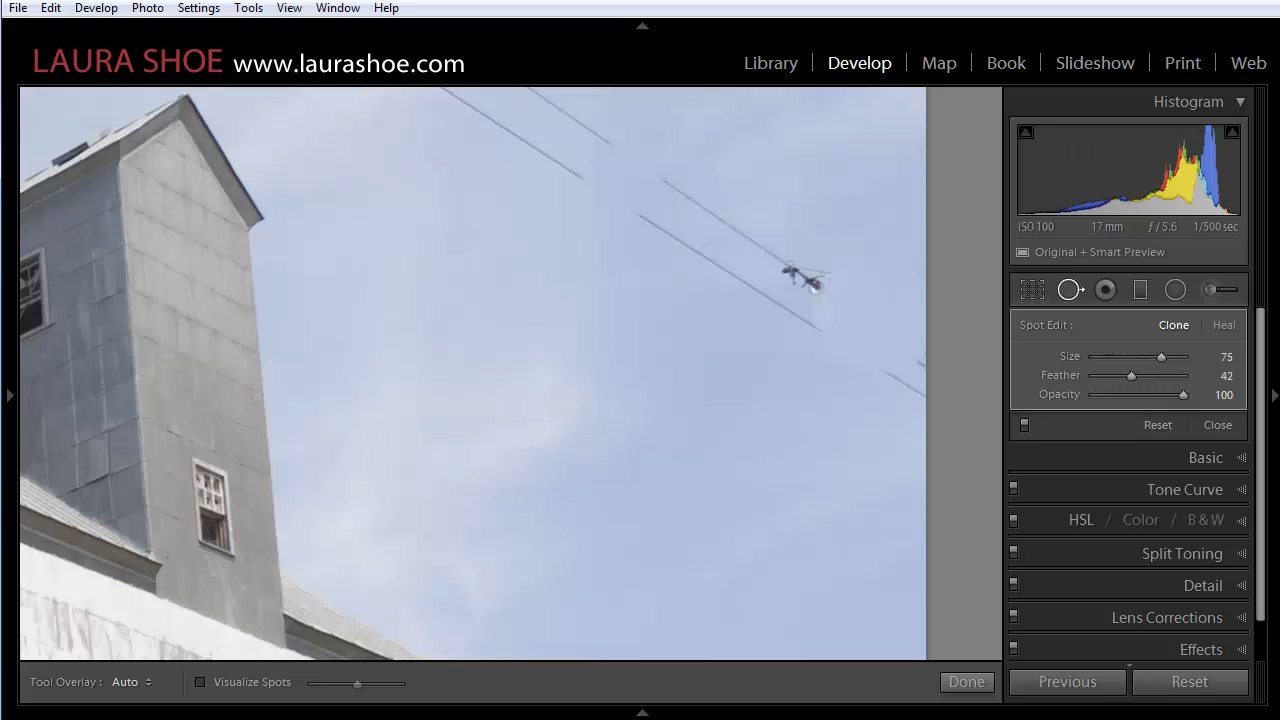 File Edit Develop Photo Settings Tools View Window Help
LAURA SHOE www.laurashoe.com
Library Develop Map Book Slideshow Print Web
Histogram
ISO 100 17 mm f / 5.6 1/500 sec
Original + Smart Preview
Spot Edit : Clone Heal
Size 75
Feather 42
Opacity 100
Reset Close
Basic
Tone Curve
HSL / Color / B & W
Split Toning
Detail
Lens Corrections
Effects
Tool Overlay : Auto Visualize Spots Done
Previous Reset